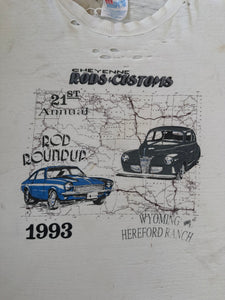 CHEYENNE
RODS & CUSTOMS
21ST
Annual
ROD
ROUNDUP
WYOMING
HEREFORD RANCH
1993